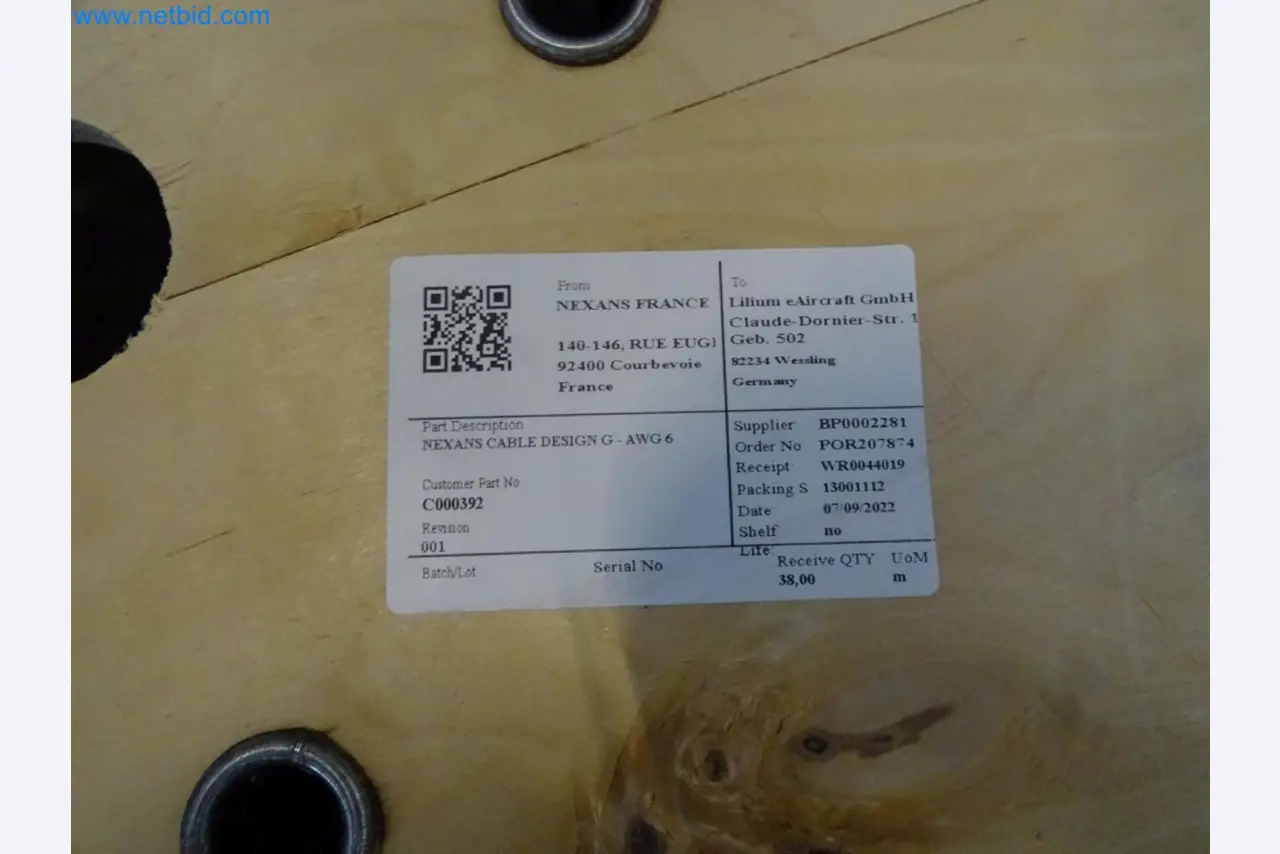 www.netbid.com
From
NEXANS FRANCE
140-146, RUE EUG
92400 Courbevoie
France
To
Lilium eAircraft GmbH
Claude-Dornier-Str. 1
Geb. 502
82234 Wessling
Germany
Part Description
NEXANS CABLE DESIGN G - AWG 6
Customer Part No
C000392
Revision
001
Supplier BP0002281
Order No POR207874
Receipt WR0044019
Packing S 13001112
Date 07/09/2022
Shelf no
Life:
Batch/Lot
Serial No
Receive QTY UoM
38,00 m